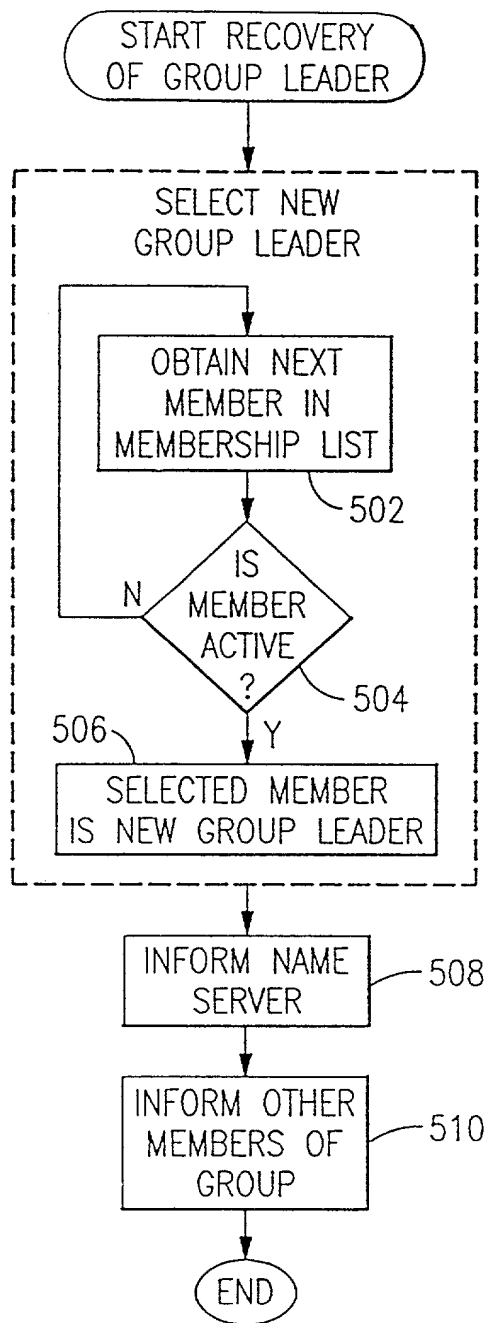 START RECOVERY
OF GROUP LEADER
SELECT NEW
GROUP LEADER
OBTAIN NEXT
MEMBER IN
MEMBERSHIP LIST
502
IS
MEMBER
ACTIVE
?
N
504
Y
506
SELECTED MEMBER
IS NEW GROUP LEADER
INFORM NAME
SERVER
508
INFORM OTHER
MEMBERS OF
GROUP
510
END